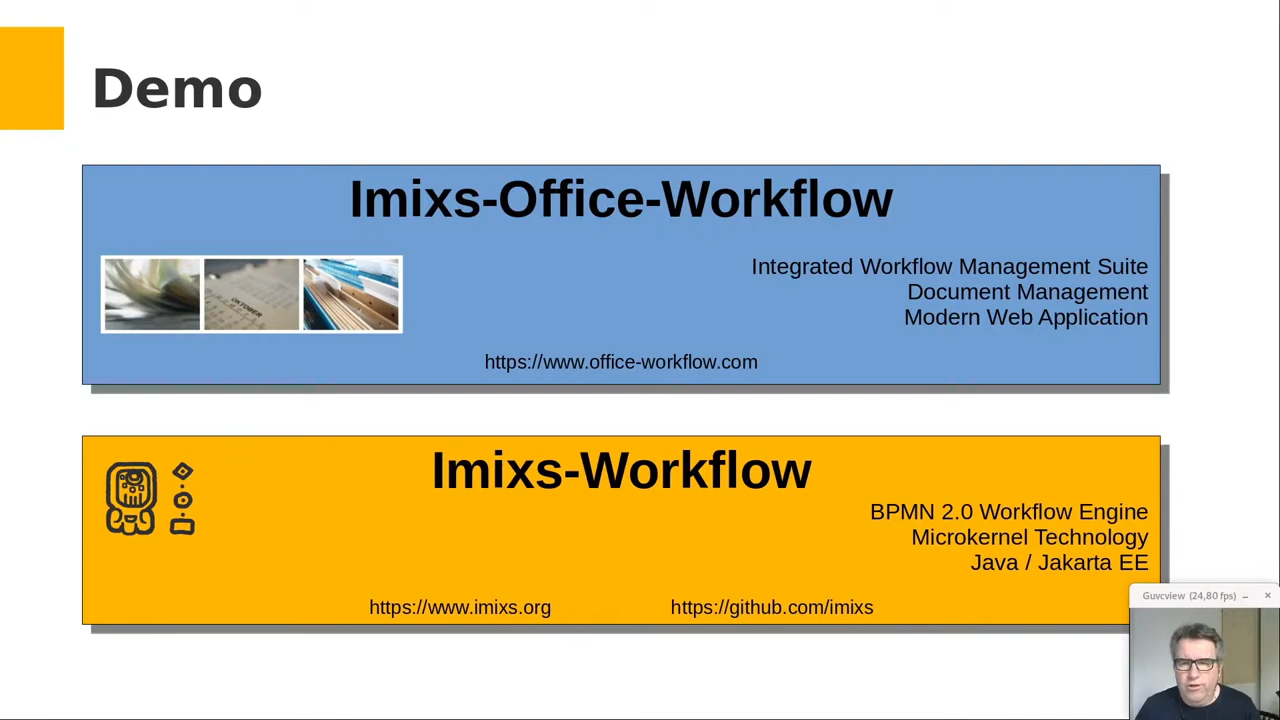 Demo
Imixs-Office-Workflow
OKTOBER
Integrated Workflow Management Suite
Document Management
Modern Web Application
https://www.office-workflow.com
Imixs-Workflow
BPMN 2.0 Workflow Engine
Microkernel Technology
Java / Jakarta EE
https://www.imixs.org
https://github.com/imixs
Guvcview (24,80 fps)